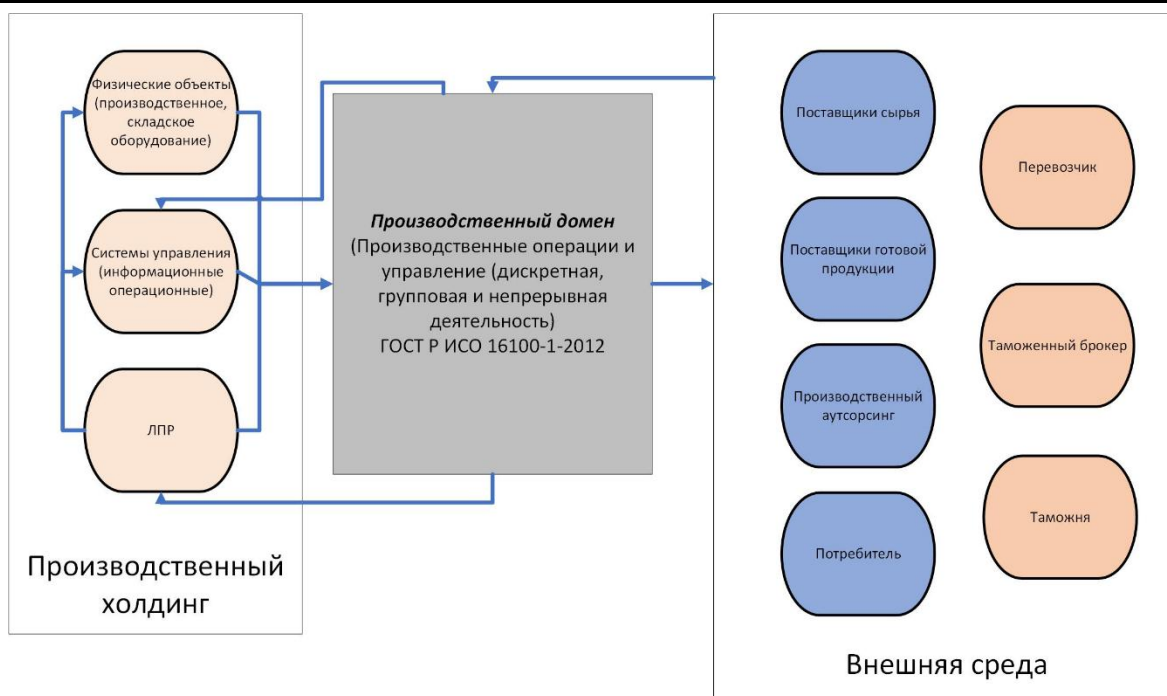 Физические объекты
(производственное,
складское
оборудование)
Системы управления
(информационные
операционные)
ЛПР
Производственный
холдинг
Производственный домен
(Производственные операции и
управление (дискретная,
групповая и непрерывная
деятельность)
ГОСТ Р ИСО 16100-1-2012
Поставщики сырья
Поставщики готовой
продукции
Производственный
аутсорсинг
Потребитель
Перевозчик
Таможенный брокер
Таможня
Внешняя среда